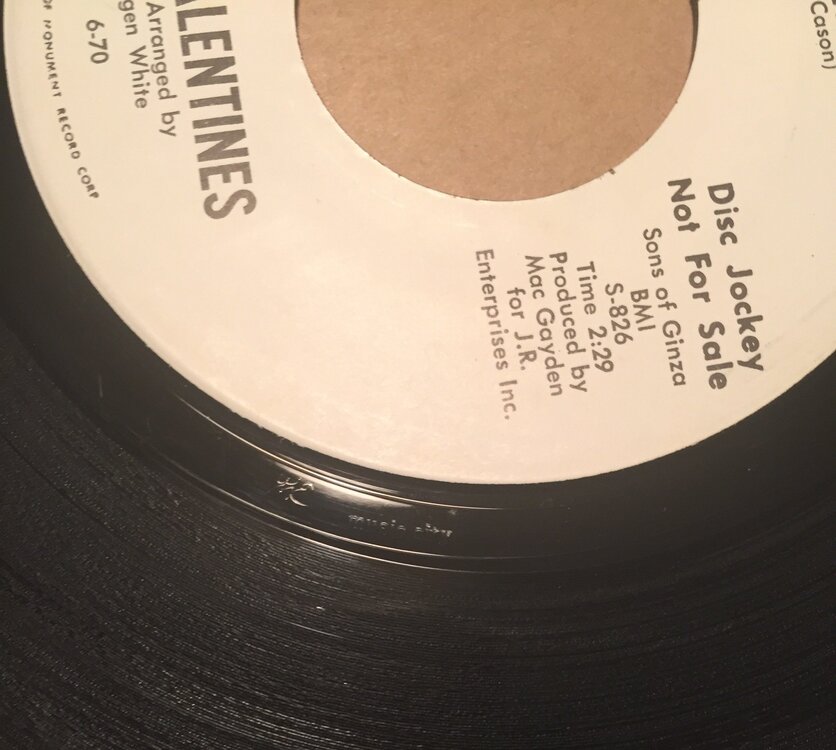 Cason)
Disc Jockey
Not For Sale
Sons of Ginza
BMI
S-826
Time 2:29
Produced by
Mac Gayden
for J.R.
Enterprises Inc.
ALENTINES
Arranged by
gen White
6-70
OF MONUMENT RECORD CORP